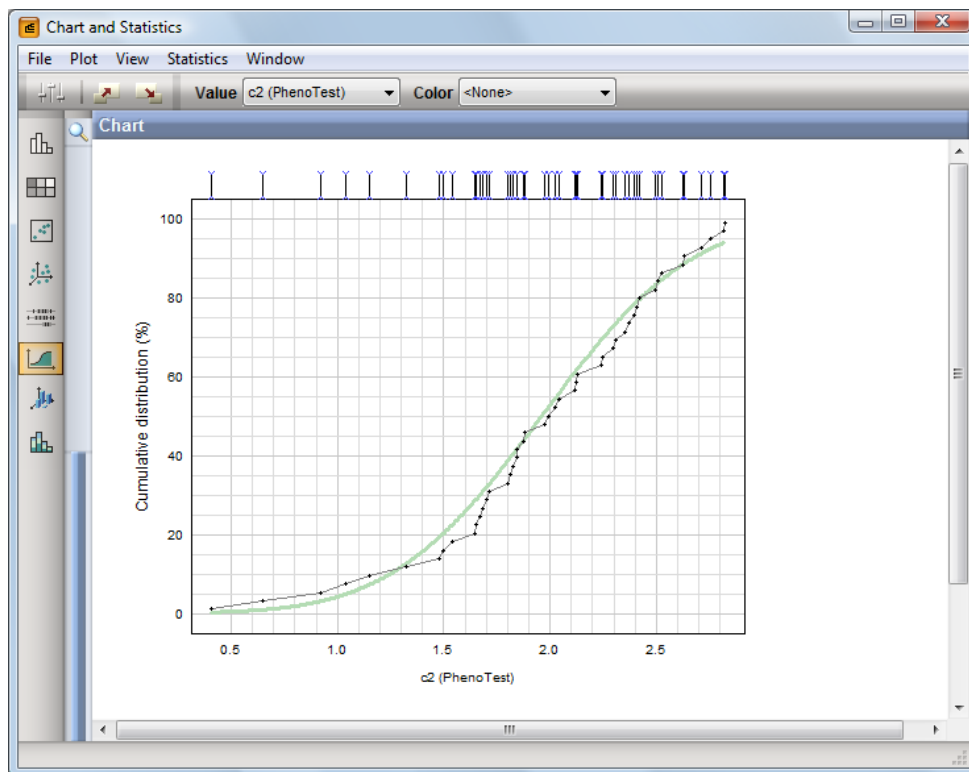 Chart and Statistics
File Plot View Statistics Window
Value c2 (PhenoTest) Color <None>
Chart
100
80
60
40
20
0
Cumulative distribution (%)
0.5 1.0 1.5 2.0 2.5
c2 (PhenoTest)